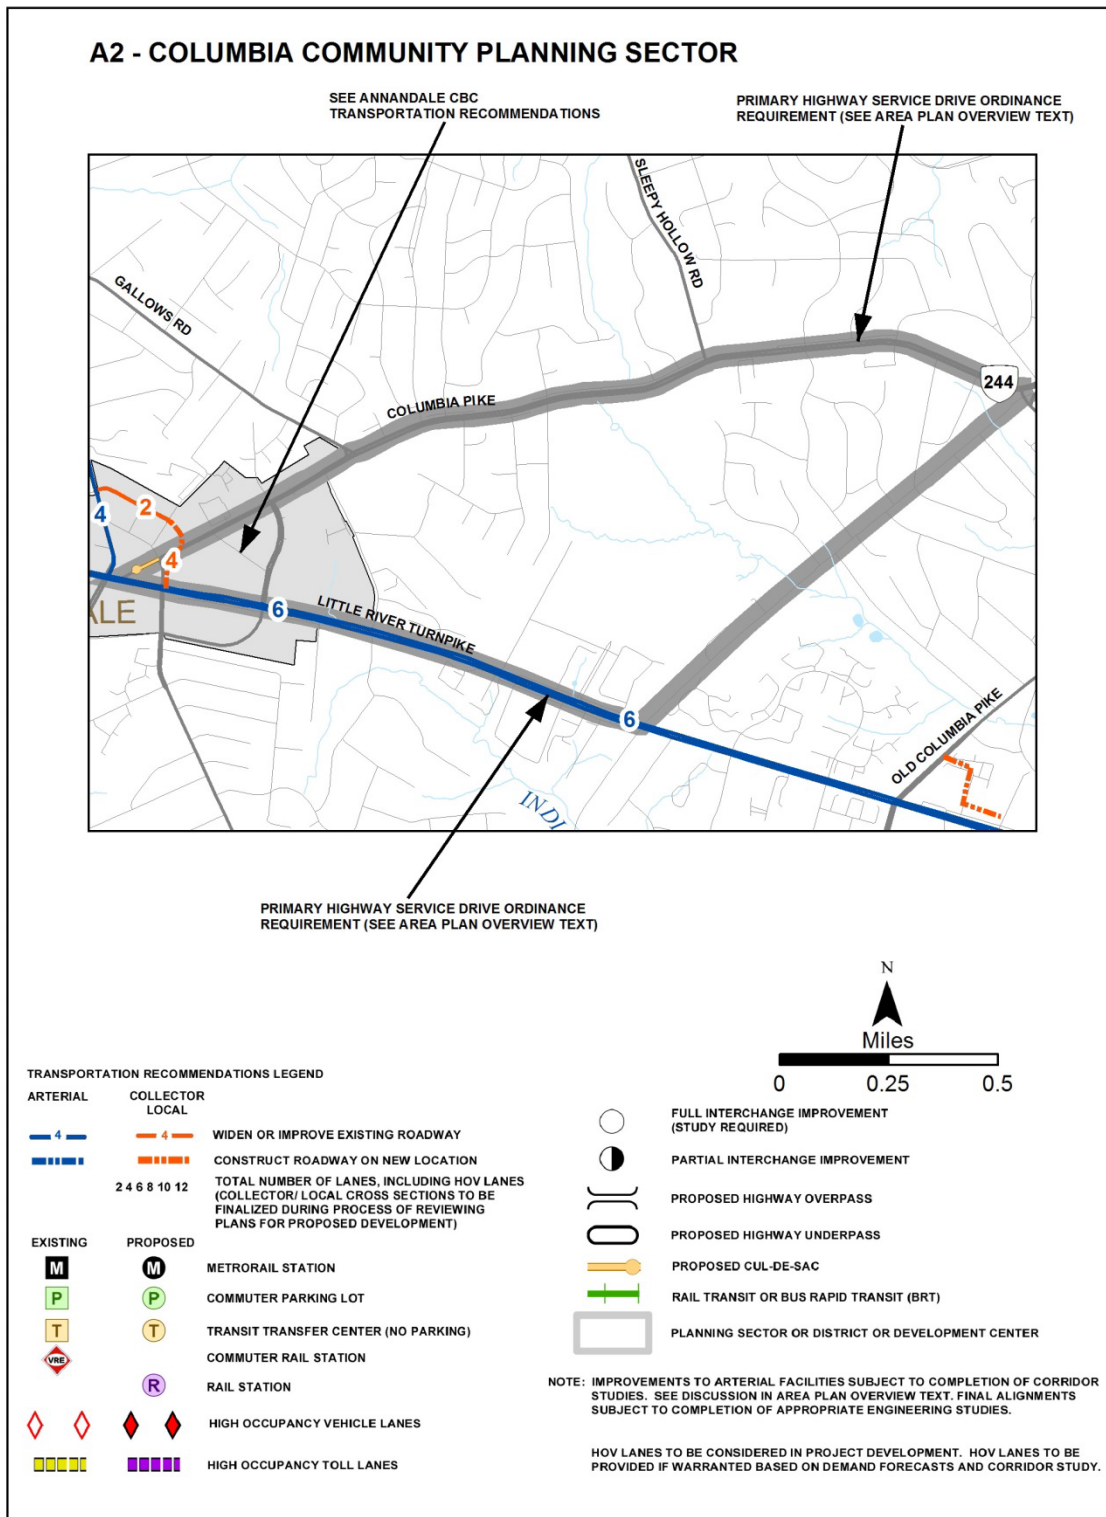 A2 - COLUMBIA COMMUNITY PLANNING SECTOR
SEE ANNANDALE CBC
TRANSPORTATION RECOMMENDATIONS
PRIMARY HIGHWAY SERVICE DRIVE ORDINANCE
REQUIREMENT (SEE AREA PLAN OVERVIEW TEXT)
SLEEPY HOLLOW RD
GALLOWS RD
244
COLUMBIA PIKE
4
2
4
ALE
6
LITTLE RIVER TURNPIKE
6
OLD COLUMBIA PIKE
INDI
PRIMARY HIGHWAY SERVICE DRIVE ORDINANCE
REQUIREMENT (SEE AREA PLAN OVERVIEW TEXT)
N
Miles
0 0.25 0.5
TRANSPORTATION RECOMMENDATIONS LEGEND
ARTERIAL COLLECTOR
LOCAL
4 4 WIDEN OR IMPROVE EXISTING ROADWAY
CONSTRUCT ROADWAY ON NEW LOCATION
2 4 6 8 10 12 TOTAL NUMBER OF LANES, INCLUDING HOV LANES
(COLLECTOR/ LOCAL CROSS SECTIONS TO BE
FINALIZED DURING PROCESS OF REVIEWING
PLANS FOR PROPOSED DEVELOPMENT)
EXISTING PROPOSED
M M METRORAIL STATION
P P COMMUTER PARKING LOT
T T TRANSIT TRANSFER CENTER (NO PARKING)
VRE COMMUTER RAIL STATION
R RAIL STATION
HIGH OCCUPANCY VEHICLE LANES
HIGH OCCUPANCY TOLL LANES
FULL INTERCHANGE IMPROVEMENT
(STUDY REQUIRED)
PARTIAL INTERCHANGE IMPROVEMENT
PROPOSED HIGHWAY OVERPASS
PROPOSED HIGHWAY UNDERPASS
PROPOSED CUL-DE-SAC
RAIL TRANSIT OR BUS RAPID TRANSIT (BRT)
PLANNING SECTOR OR DISTRICT OR DEVELOPMENT CENTER
NOTE: IMPROVEMENTS TO ARTERIAL FACILITIES SUBJECT TO COMPLETION OF CORRIDOR
STUDIES. SEE DISCUSSION IN AREA PLAN OVERVIEW TEXT. FINAL ALIGNMENTS
SUBJECT TO COMPLETION OF APPROPRIATE ENGINEERING STUDIES.
HOV LANES TO BE CONSIDERED IN PROJECT DEVELOPMENT. HOV LANES TO BE
PROVIDED IF WARRANTED BASED ON DEMAND FORECASTS AND CORRIDOR STUDY.